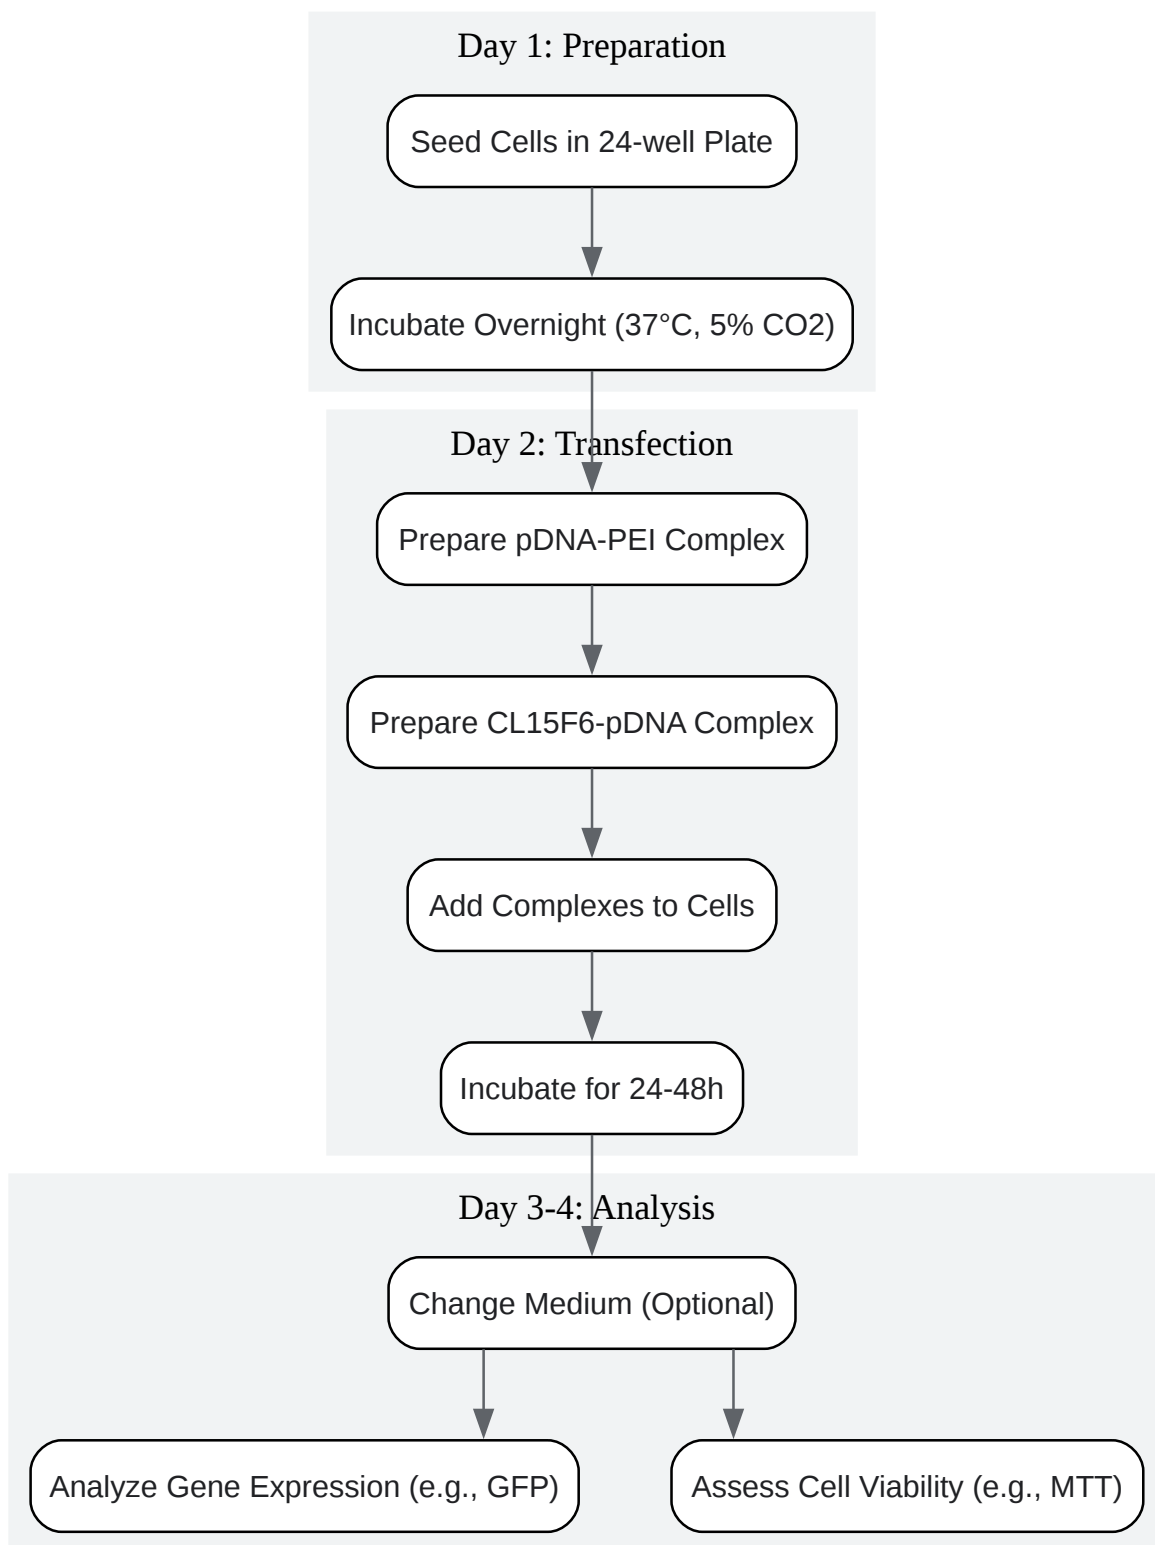 Day 1: Preparation
Seed Cells in 24-well Plate
Incubate Overnight (37°C, 5% CO2)
Day 2: Transfection
Prepare pDNA-PEI Complex
Prepare CL15F6-pDNA Complex
Add Complexes to Cells
Incubate for 24-48h
Day 3-4: Analysis
Change Medium (Optional)
Analyze Gene Expression (e.g., GFP)
Assess Cell Viability (e.g., MTT)